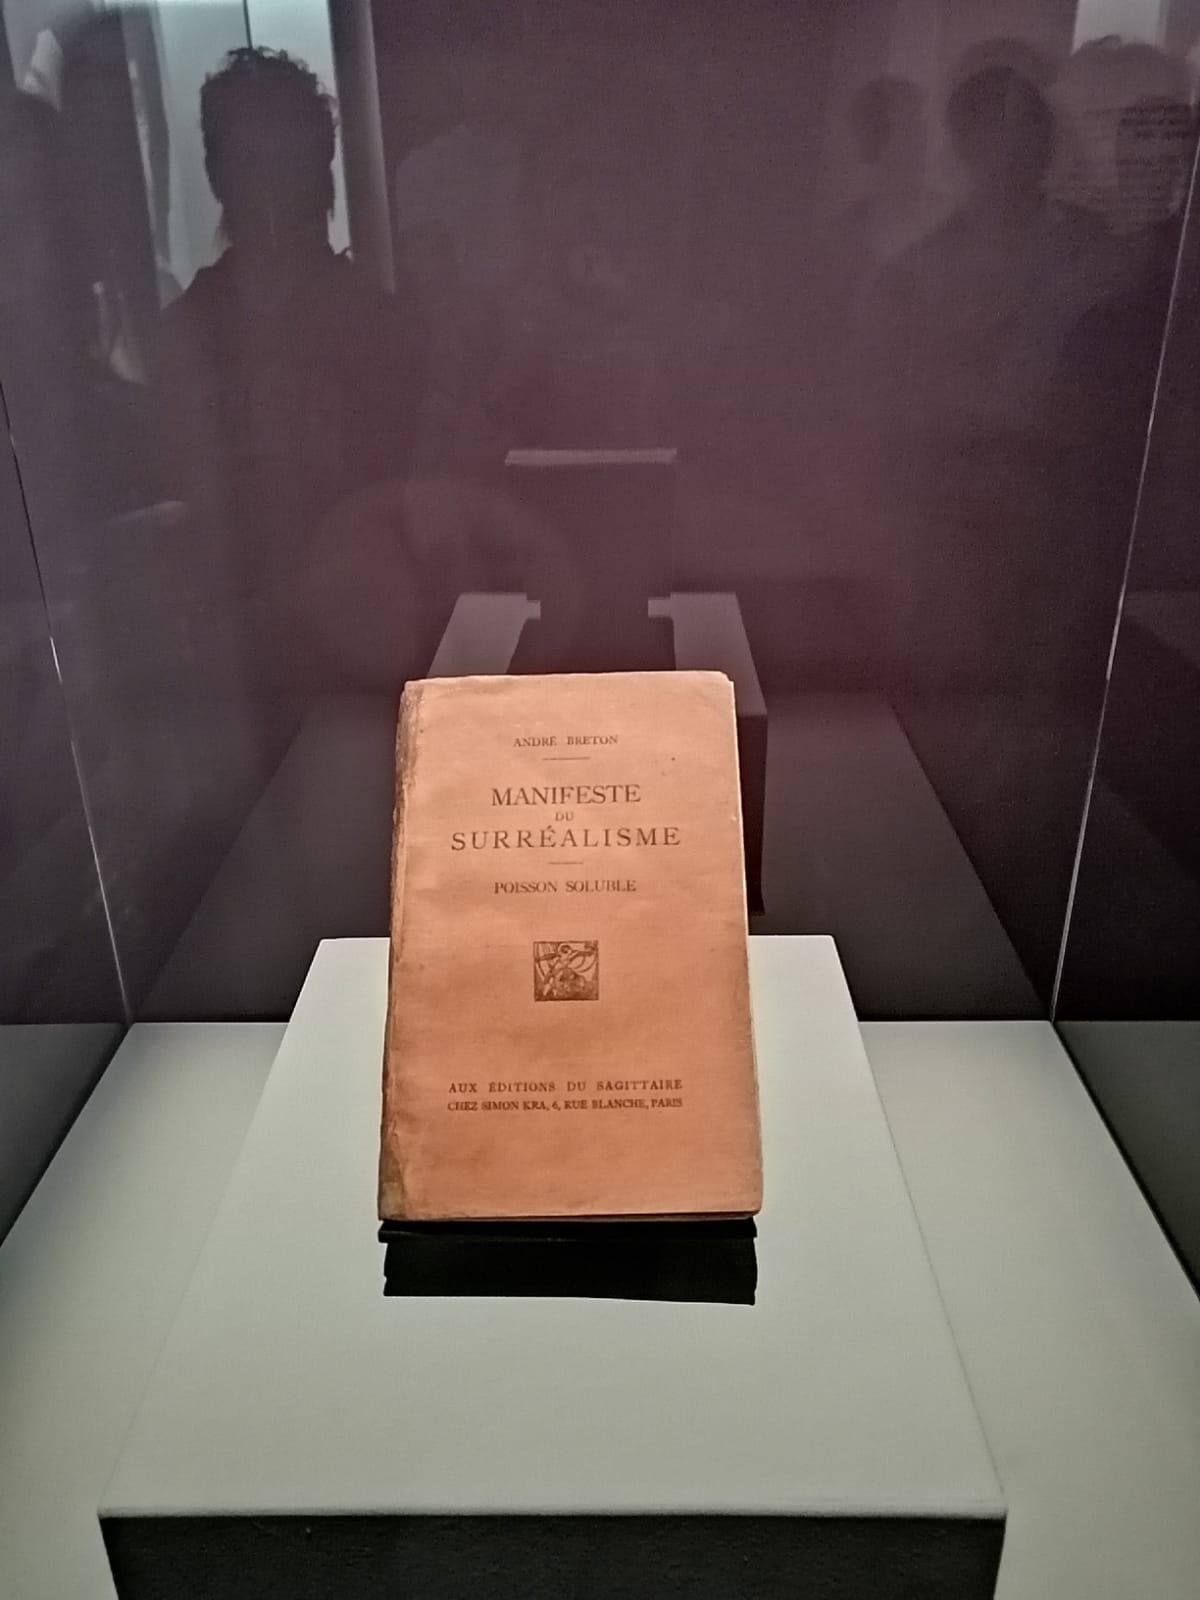 ANDRÉ BRETON
MANIFESTE
DU
SURRÉALISME
POISSON SOLUBLE
AUX ÉDITIONS DU SAGITTAIRE
CHEZ SIMON KRA, 6, RUE BLANCHE, PARIS